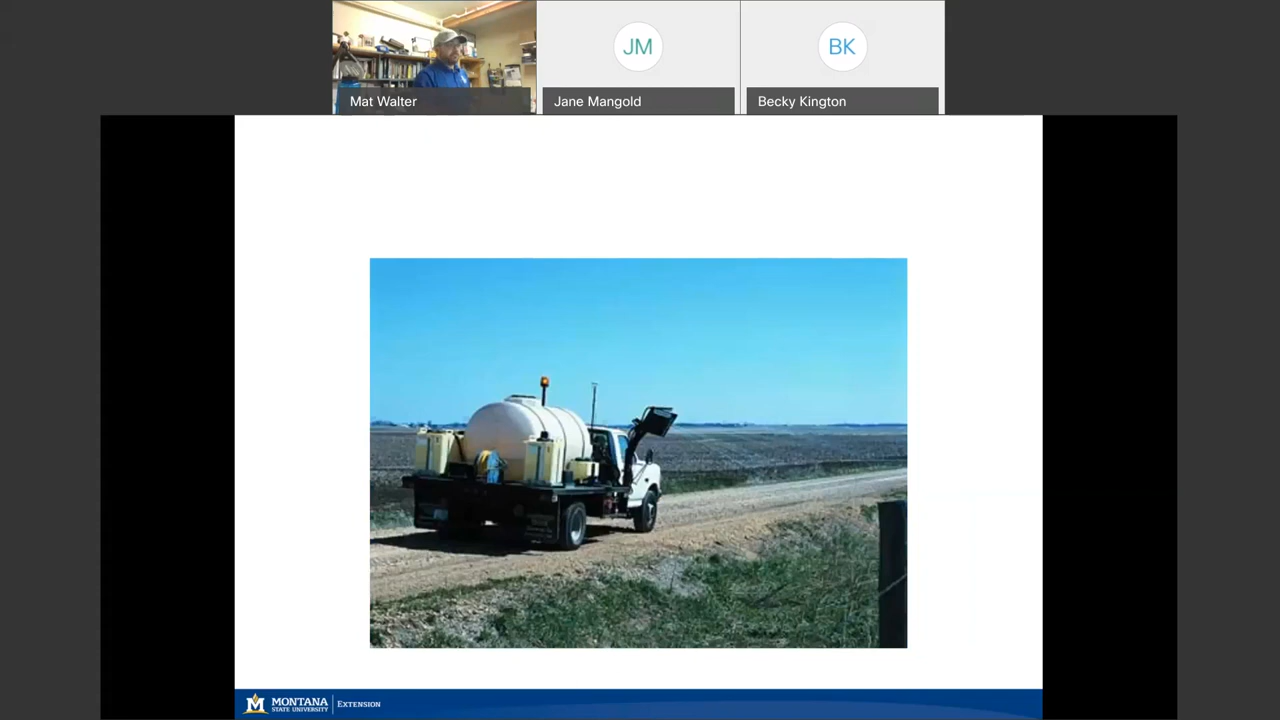 JM
BK
Mat Walter
Jane Mangold
Becky Kington
M MONTANA
STATE UNIVERSITY
EXTENSION